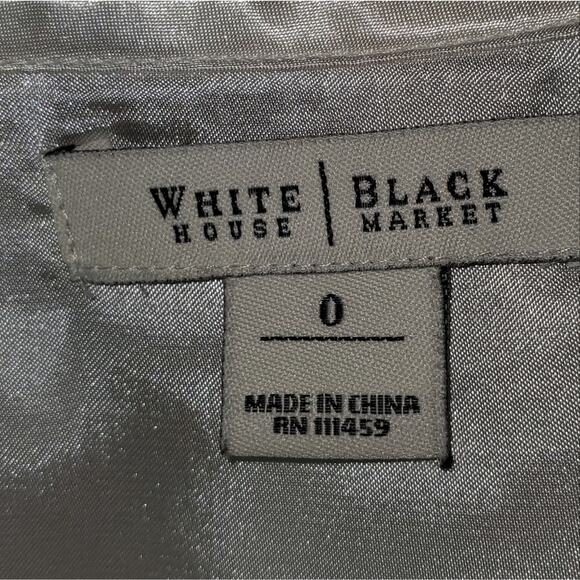 WHITE | BLACK
HOUSE | MARKET
0
MADE IN CHINA
RN 111459